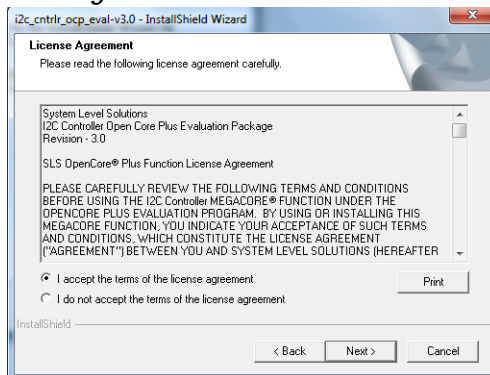 i2c_cntrlr_ocp_eval-v3.0 - InstallShield Wizard
License Agreement
Please read the following license agreement carefully.
System Level Solutions
I2C Controller Open Core Plus Evaluation Package
Revision - 3.0
SLS OpenCore® Plus Function License Agreement
PLEASE CAREFULLY REVIEW THE FOLLOWING TERMS AND CONDITIONS
BEFORE USING THE I2C Controller MEGACORE® FUNCTION UNDER THE
OPENCORE PLUS EVALUATION PROGRAM. BY USING OR INSTALLING THIS
MEGACORE FUNCTION, YOU INDICATE YOUR ACCEPTANCE OF SUCH TERMS
AND CONDITIONS, WHICH CONSTITUTE THE LICENSE AGREEMENT
("AGREEMENT") BETWEEN YOU AND SYSTEM LEVEL SOLUTIONS (HEREAFTER
I accept the terms of the license agreement
Print
I do not accept the terms of the license agreement
InstallShield
< Back Next > Cancel